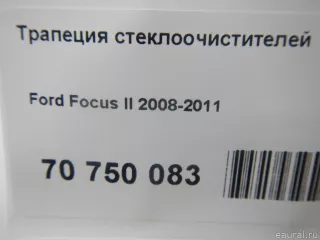 Трапеция стеклоочистителей
Ford Focus II 2008-2011
70 750 083
eaural.ru